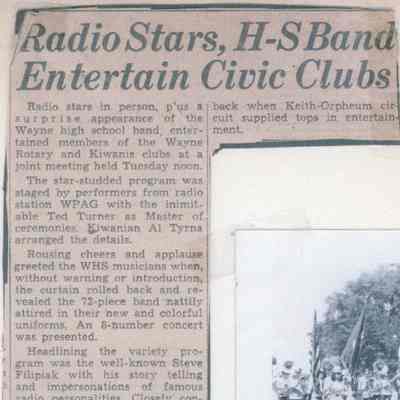 Radio Stars, H-S Band
Entertain Civic Clubs
Radio stars in person, p'us a
surprise appearance of the
Wayne high school band, enter-
tained members of the Wayne
Rotary and Kiwanis clubs at a
joint meeting held Tuesday noon.
The star-studded program was
staged by performers from radio
station WPAG with the inimit-
able Ted Turner as Master of
ceremonies. Kiwanian Al Tyrna
arranged the details.
Rousing cheers and applause
greeted the WHS musicians when,
without warning or introduction,
the curtain rolled back and re-
vealed the 72-piece band nattily
attired in their new and colorful
uniforms. An 8-number concert
was presented.
Headlining the variety pro-
gram was the well-known Steve
Filipiak with his story telling
and impersonations of famous
radio personalities. Closely con-
back when Keith-Orpheum cir-
cuit supplied tops in entertain-
ment.